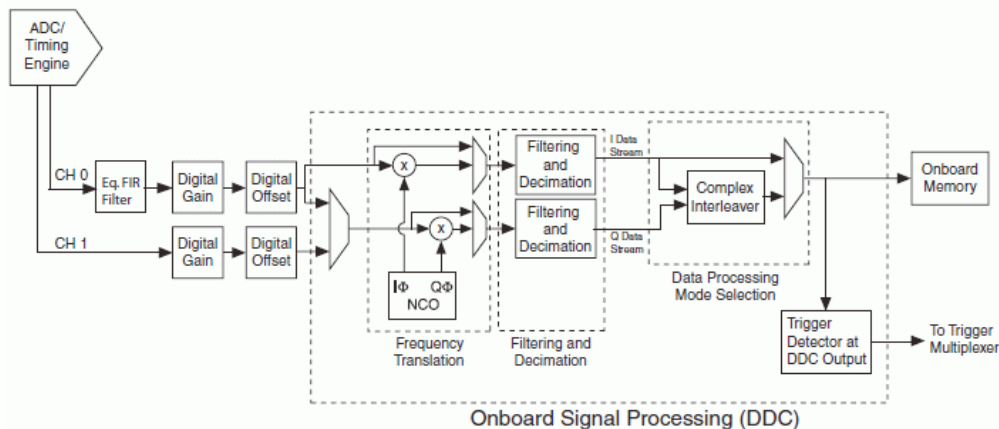 ADC/
Timing
Engine
CH 0
Eq. FIR
Filter
Digital
Gain
Digital
Offset
CH 1
Digital
Gain
Digital
Offset
X
X
IΦ QΦ
NCO
Frequency
Translation
Filtering
and
Decimation
Filtering
and
Decimation
Filtering and
Decimation
I Data
Stream
Q Data
Stream
Complex
Interleaver
Data Processing
Mode Selection
Onboard
Memory
Trigger
Detector at
DDC Output
To Trigger
Multiplexer
Onboard Signal Processing (DDC)